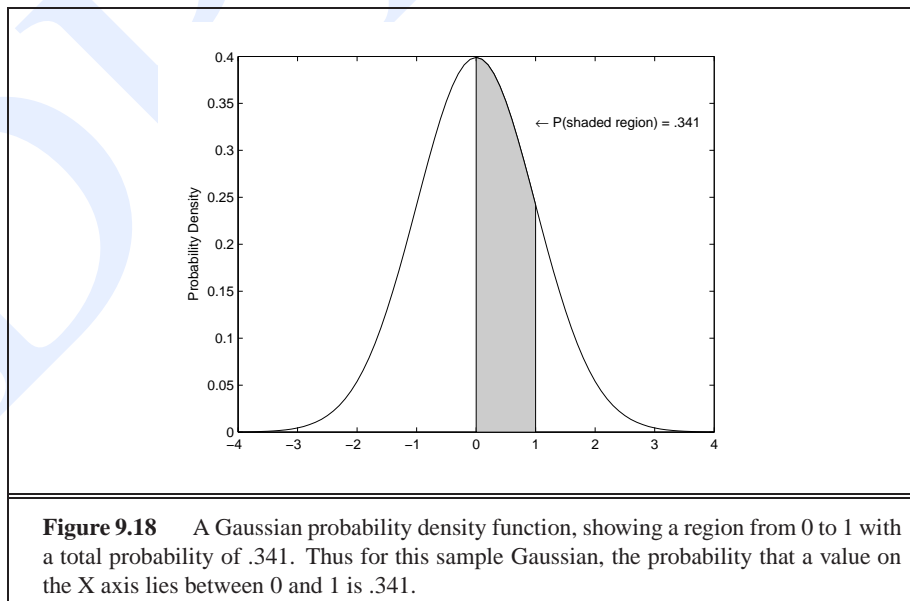 0.4
0.35
0.3
0.25
0.2
0.15
0.1
0.05
0
Probability Density
← P(shaded region) = .341
−4 −3 −2 −1 0 1 2 3 4
Figure 9.18 A Gaussian probability density function, showing a region from 0 to 1 with
a total probability of .341. Thus for this sample Gaussian, the probability that a value on
the X axis lies between 0 and 1 is .341.